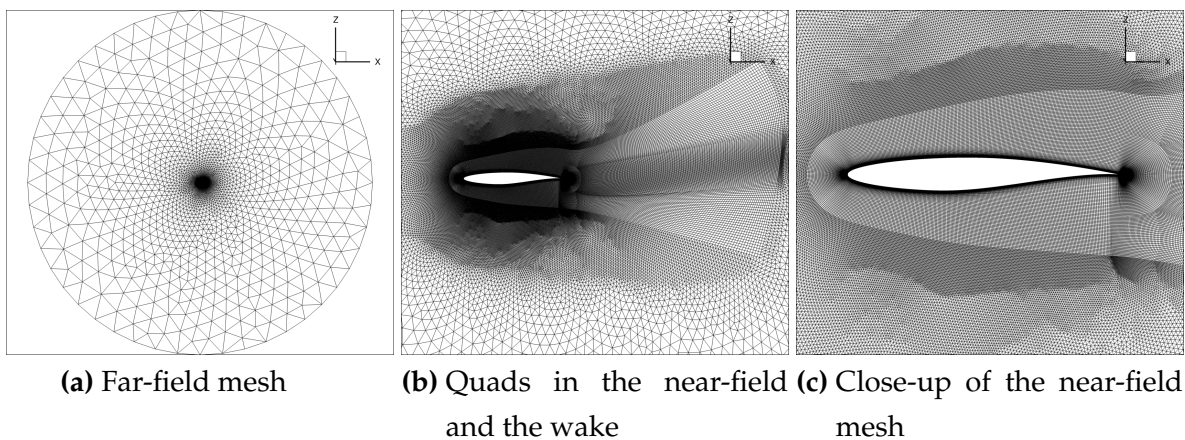 z
x
z
x
z
x
(a) Far-field mesh
(b) Quads in the near-field
and the wake
(c) Close-up of the near-field
mesh